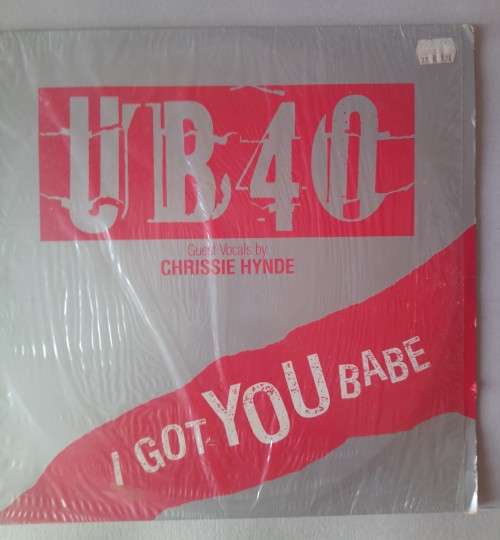 UB40
Guest Vocals by
CHRISSIE HYNDE
I GOT YOU BABE